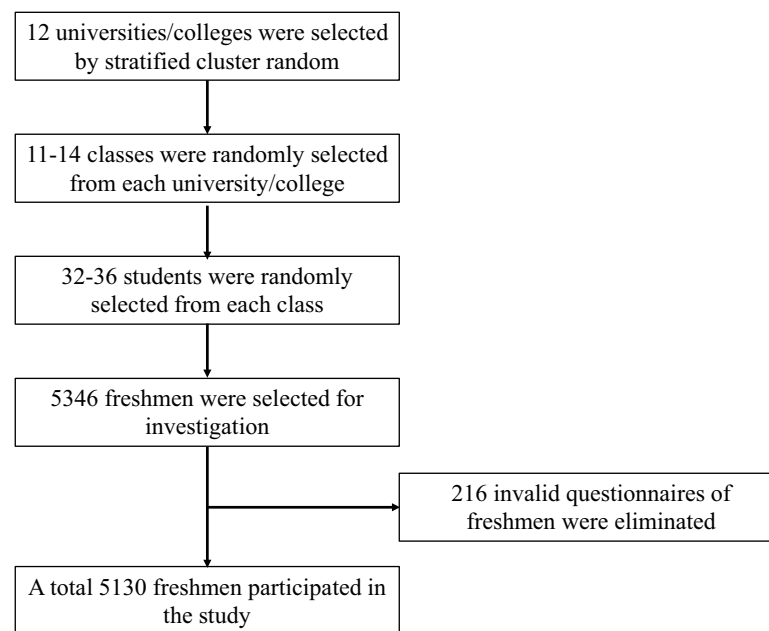 12 universities/colleges were selected
by stratified cluster random
11-14 classes were randomly selected
from each university/college
32-36 students were randomly
selected from each class
5346 freshmen were selected for
investigation
216 invalid questionnaires of
freshmen were eliminated
A total 5130 freshmen participated in
the study